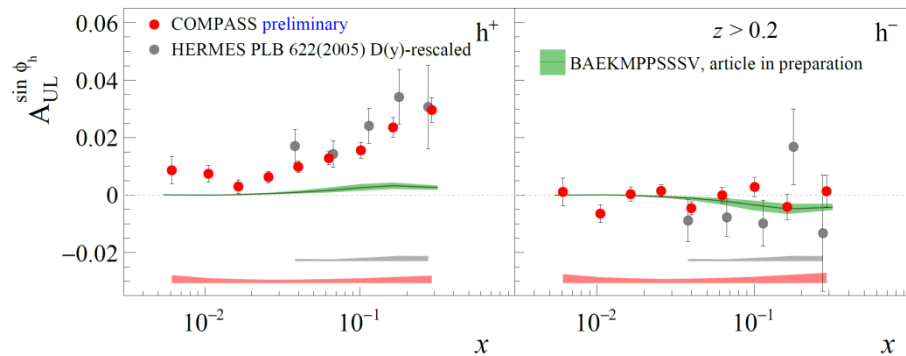 COMPASS preliminary
HERMES PLB 622(2005) D(y)-rescaled
h+
z > 0.2
h−
BAEKMPPSSSV, article in preparation
A_UL^sin ϕ_h
0.06
0.04
0.02
0
−0.02
10−2
10−1
x
10−2
10−1
x